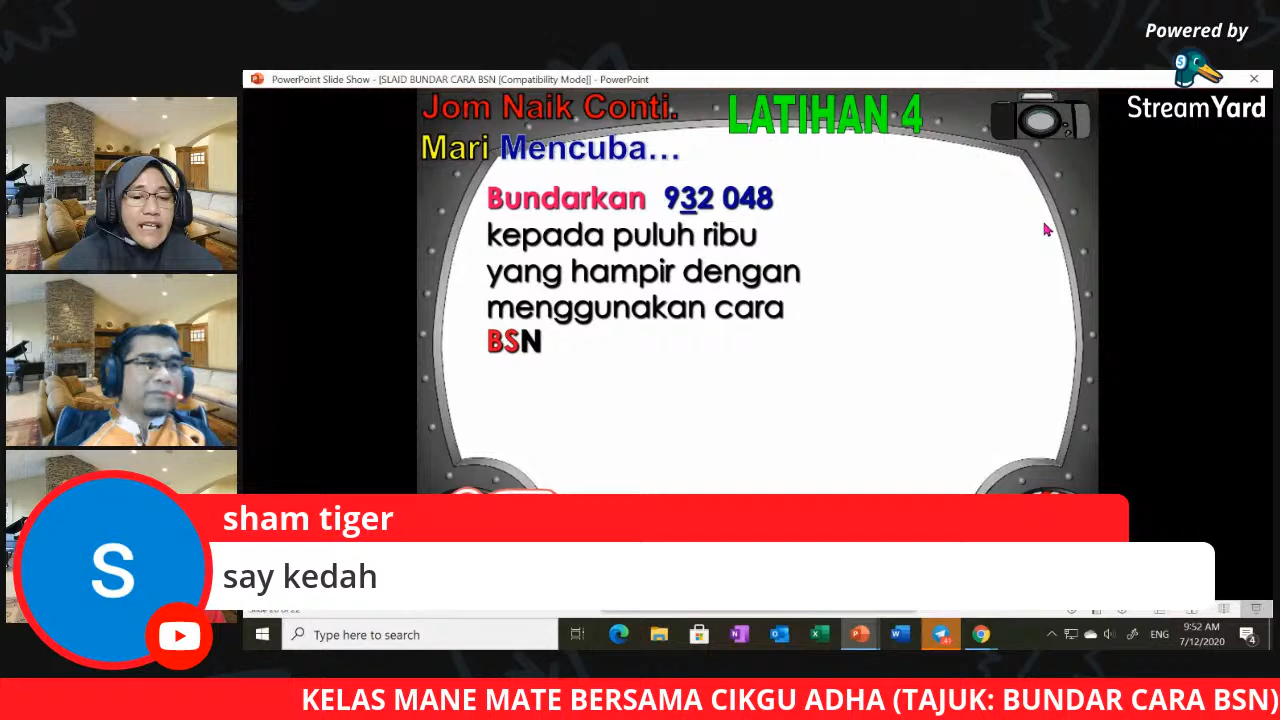 Powered by
StreamYard
PowerPoint Slide Show - [SLAID BUNDAR CARA BSN [Compatibility Mode]] - PowerPoint
Jom Naik Conti.
LATIHAN 4
Mari Mencuba...
Bundarkan 932 048
kepada puluh ribu
yang hampir dengan
menggunakan cara
BSN
sham tiger
S
say kedah
Type here to search
ENG
9:52 AM
7/12/2020
4
KELAS MANE MATE BERSAMA CIKGU ADHA (TAJUK: BUNDAR CARA BSN)